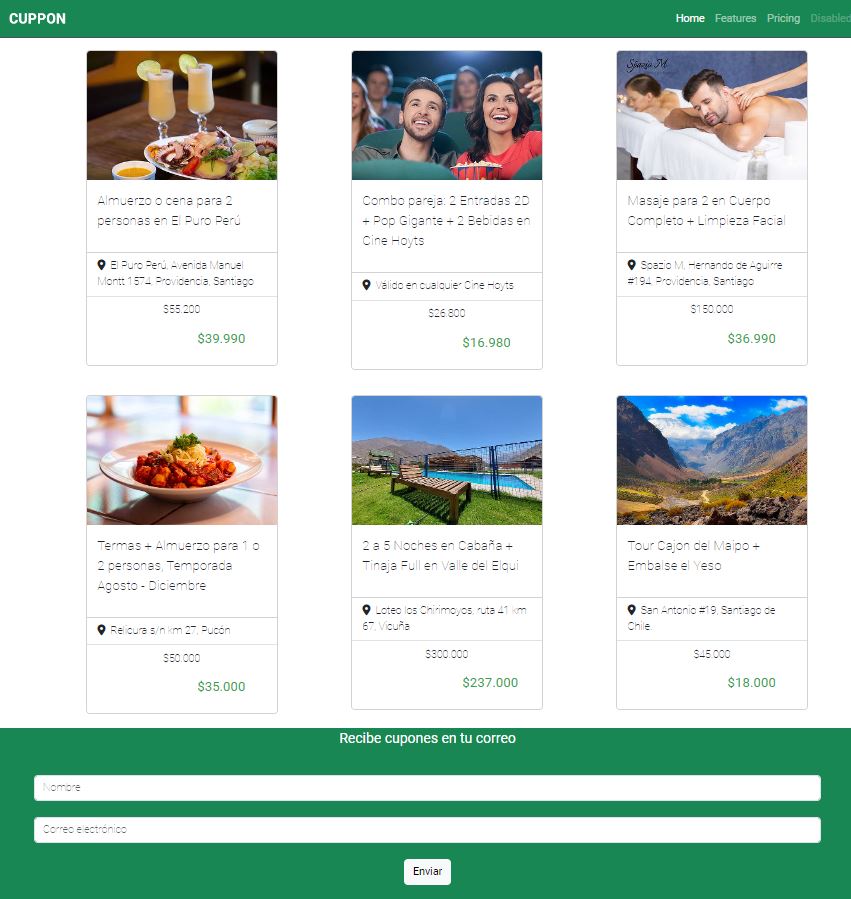 CUPPON
Home Features Pricing Disabled
Spazio M
Almuerzo o cena para 2
personas en El Puro Perú
El Puro Perú, Avenida Manuel
Montt 1574, Providencia, Santiago
$55,200
$39.990
Combo pareja: 2 Entradas 2D
+ Pop Gigante + 2 Bebidas en
Cine Hoyts
Válido en cualquier Cine Hoyts
$26.800
$16.980
Masaje para 2 en Cuerpo
Completo + Limpieza Facial
Spazio M, Hernando de Aguirre
#194, Providencia, Santiago
$150.000
$36.990
Termas + Almuerzo para 1 o
2 personas, Temporada
Agosto - Diciembre
Relicura s/n km 27, Pucón
$50.000
$35.000
2 a 5 Noches en Cabaña +
Tinaja Full en Valle del Elqui
Loteo los Chirimoyos, ruta 41 km
67, Vicuña
$300.000
$237.000
Tour Cajon del Maipo +
Embalse el Yeso
San Antonio #19, Santiago de
Chile.
$45.000
$18.000
Recibe cupones en tu correo
Nombre
Correo electrónico
Enviar